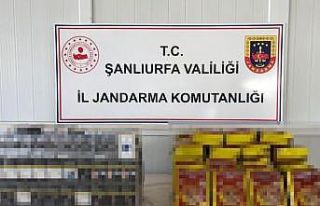 T.C.
ŞANLIURFA VALİLİĞİ
İL JANDARMA KOMUTANLIĞI